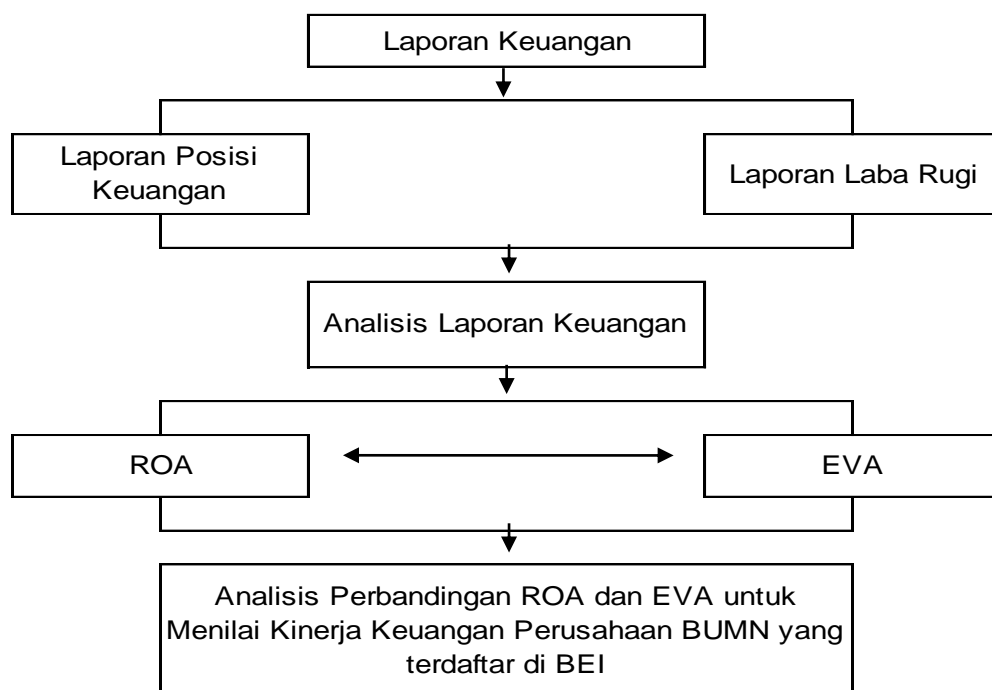 Laporan Keuangan
Laporan Posisi
Keuangan
Laporan Laba Rugi
Analisis Laporan Keuangan
ROA
EVA
Analisis Perbandingan ROA dan EVA untuk
Menilai Kinerja Keuangan Perusahaan BUMN yang
terdaftar di BEI